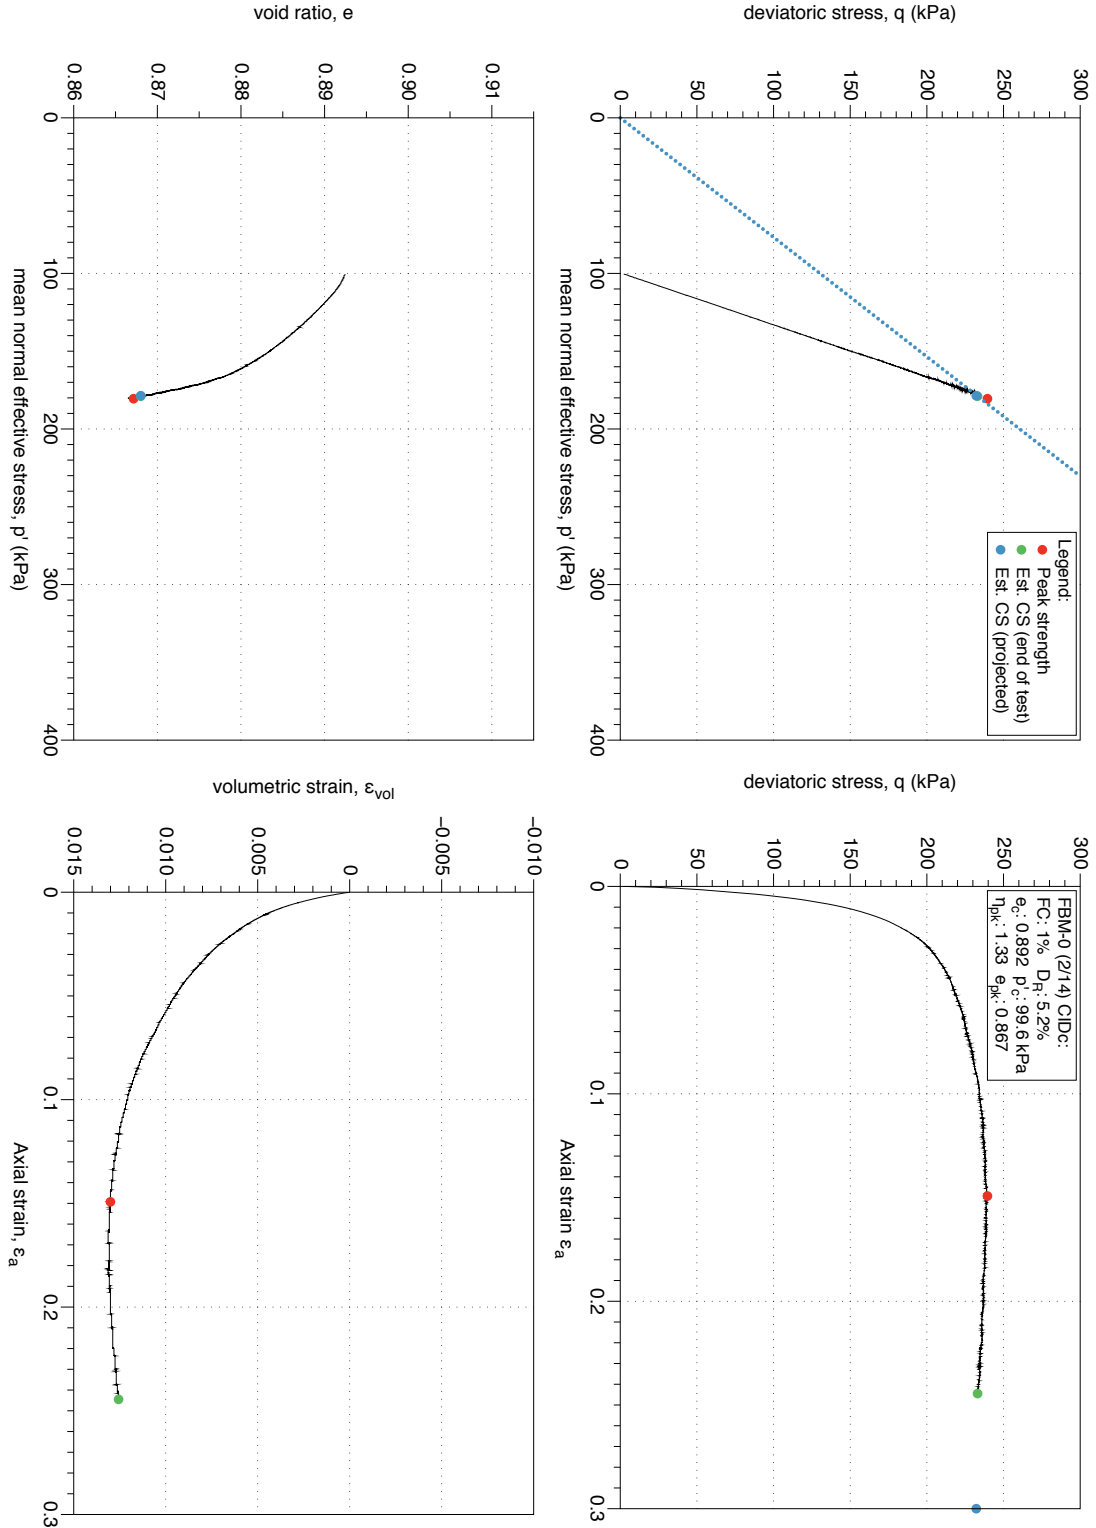 deviatoric stress, q (kPa)
300
250
200
150
100
50
0
0
100
200
300
400
mean normal effective stress, p' (kPa)
Legend:
Peak strength
Est. CS (end of test)
Est. CS (projected)
deviatoric stress, q (kPa)
300
250
200
150
100
50
0
0
0.1
0.2
0.3
Axial strain εa
FBM-0 (2/14) CIDc:
FC: 1% DR: 5.2%
ec: 0.892 p'c: 99.6 kPa
ηpk: 1.33 epk: 0.867
void ratio, e
0.91
0.90
0.89
0.88
0.87
0.86
0
100
200
300
400
mean normal effective stress, p' (kPa)
volumetric strain, εvol
−0.010
−0.005
0
0.005
0.010
0.015
0
0.1
0.2
0.3
Axial strain, εa